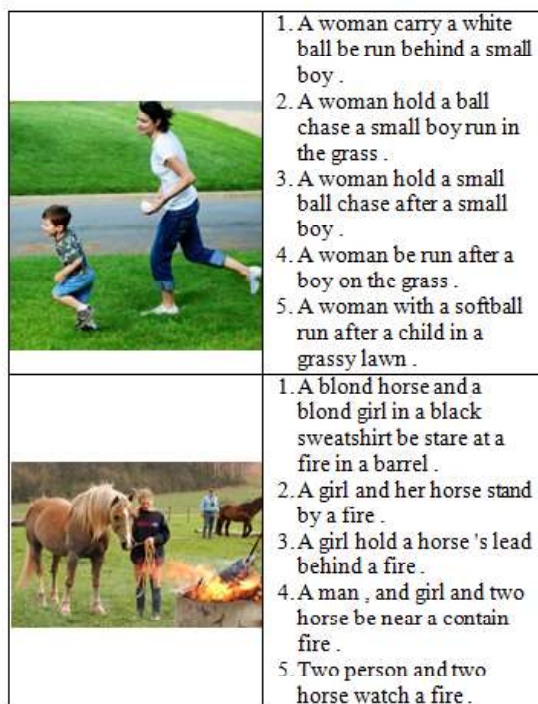 1. A woman carry a white
ball be run behind a small
boy .
2. A woman hold a ball
chase a small boy run in
the grass .
3. A woman hold a small
ball chase after a small
boy .
4. A woman be run after a
boy on the grass .
5. A woman with a softball
run after a child in a
grassy lawn .
1. A blond horse and a
blond girl in a black
sweatshirt be stare at a
fire in a barrel .
2. A girl and her horse stand
by a fire .
3. A girl hold a horse 's lead
behind a fire .
4. A man , and girl and two
horse be near a contain
fire .
5. Two person and two
horse watch a fire .